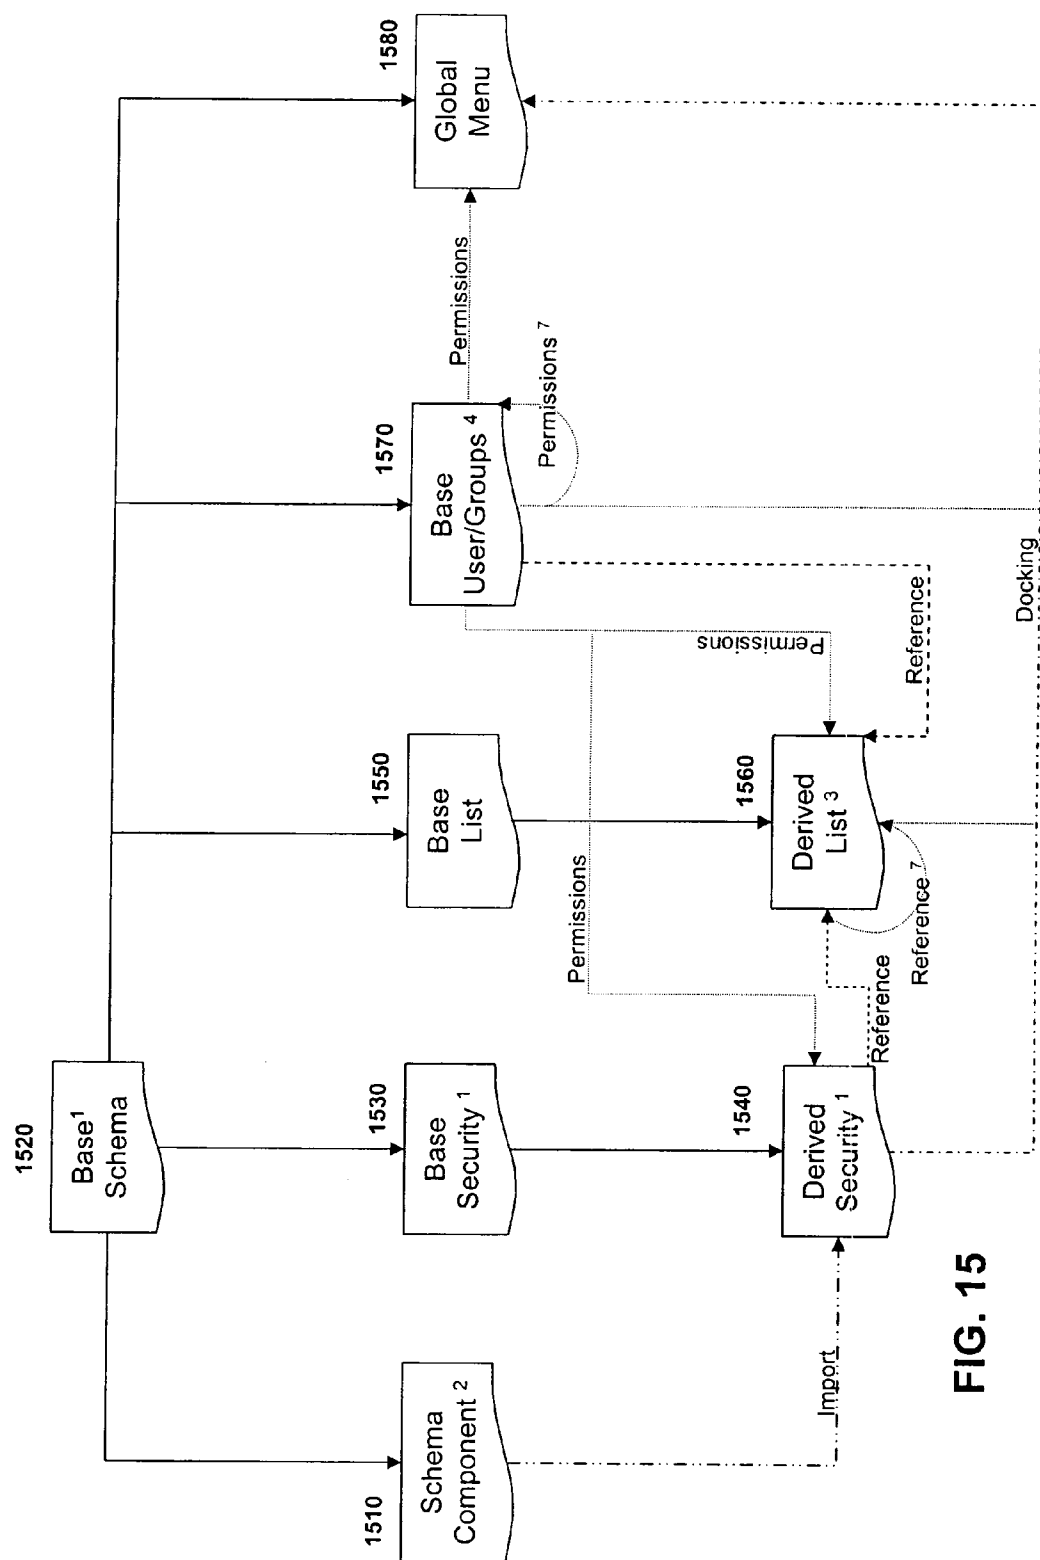 1520
Base¹
Schema
1510
Schema
Component ²
1530
Base
Security ¹
1550
Base
List
1570
Base
User/Groups ⁴
1580
Global
Menu
Permissions
Permissions ⁷
1540
Derived
Security ¹
1560
Derived
List ³
Import
Permissions
Permissions
Reference
Reference ⁷
Reference
Docking
FIG. 15